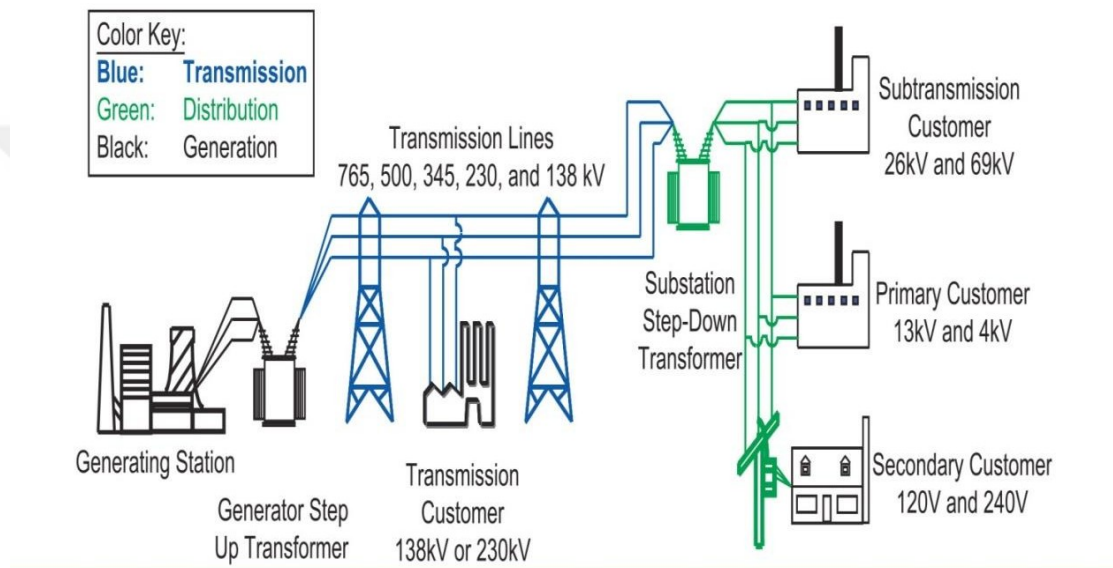 Color Key:
Blue: Transmission
Green: Distribution
Black: Generation
Transmission Lines
765, 500, 345, 230, and 138 kV
Subtransmission
Customer
26kV and 69kV
Substation
Step-Down
Transformer
Primary Customer
13kV and 4kV
Generating Station
Generator Step
Up Transformer
Transmission
Customer
138kV or 230kV
Secondary Customer
120V and 240V